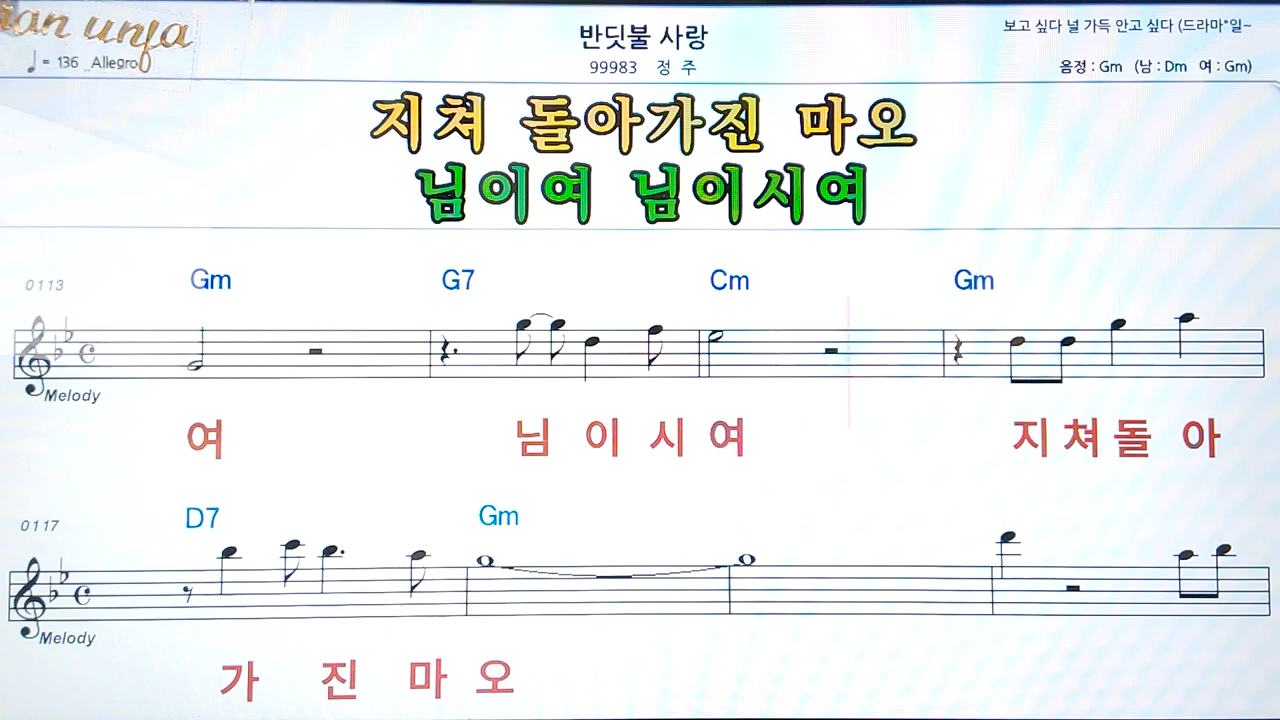 반딧불 사랑
보고 싶다 널 가득 안고 싶다 (드라마"일~
♩ = 136 Allegro
99983 정 주
음정 : Gm (남 : Dm 여 : Gm)
지쳐 돌아가진 마오
님이여 님이시여
0113 Gm G7 Cm Gm
Melody
여 님 이 시 여 지 쳐 돌 아
0117 D7 Gm
Melody
가 진 마 오